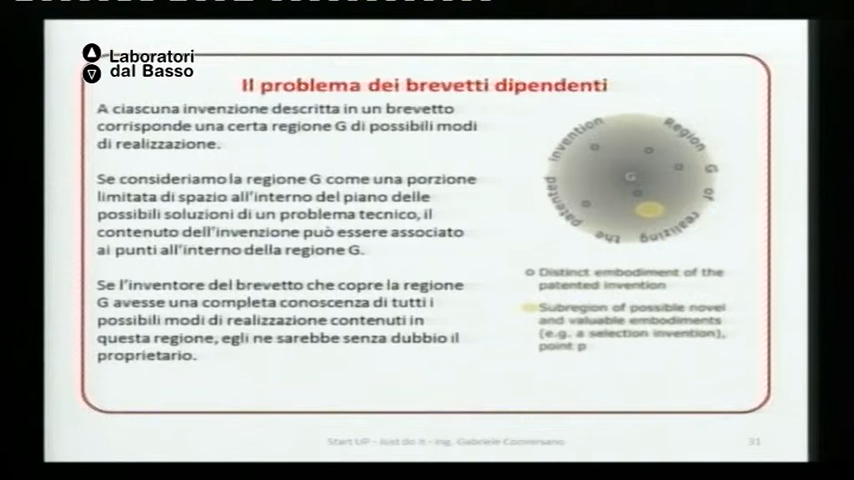 Laboratori
dal Basso
Il problema dei brevetti dipendenti
A ciascuna invenzione descritta in un brevetto
corrisponde una certa regione G di possibili modi
di realizzazione.
Se consideriamo la regione G come una porzione
limitata di spazio all'interno del piano delle
possibili soluzioni di un problema tecnico, il
contenuto dell'invenzione può essere associato
ai punti all'interno della regione G.
Se l'inventore del brevetto che copre la regione
G avesse una completa conoscenza di tutti i
possibili modi di realizzazione contenuti in
questa regione, egli ne sarebbe senza dubbio il
proprietario.
Region G of realizing the patented invention
G
Distinct embodiment of the
patented invention
Subregion of possible novel
and valuable embodiments
(e.g. a selection invention),
point p
Start UP - Just do it - Ing. Gabriele Conversano
31